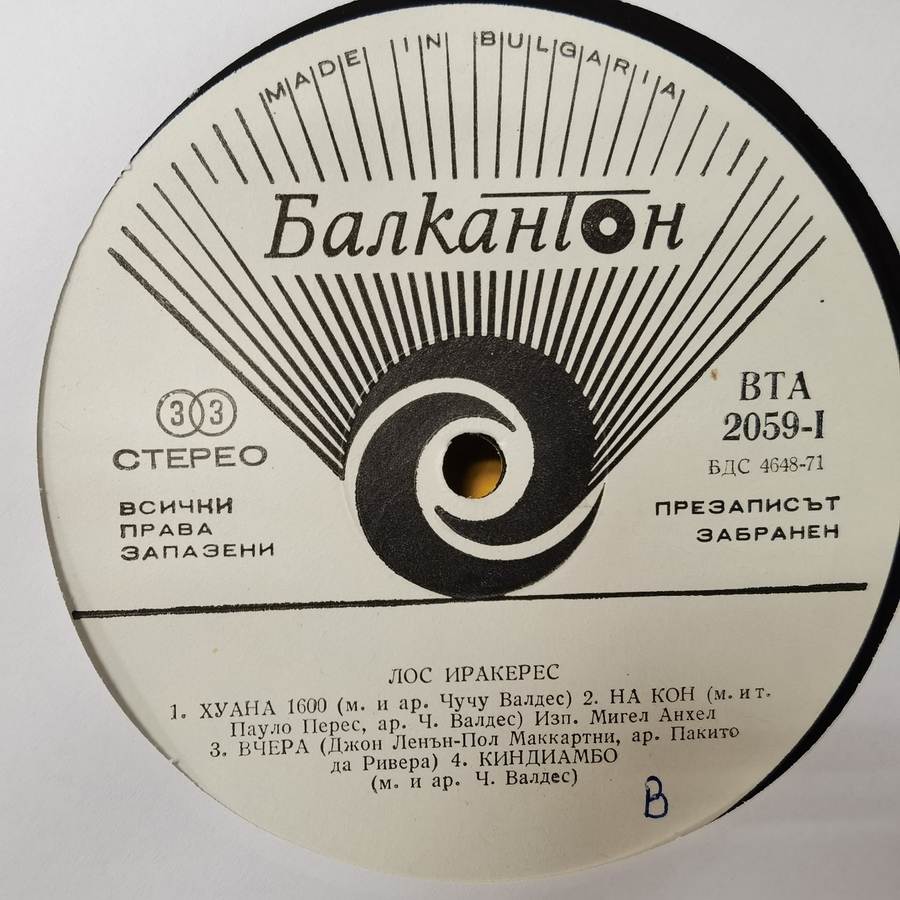 MADE IN BULGARIA
Балкантон
33
СТЕРЕО
ВСИЧКИ
ПРАВА
ЗАПАЗЕНИ
ВТА
2059-I
БДС 4648-71
ПРЕЗАПИСЪТ
ЗАБРАНЕН
ЛОС ИРАКЕРЕС
1. ХУАНА 1600 (м. и ар. Чучу Валдес) 2. НА КОН (м. и т.
Пауло Перес, ар. Ч. Валдес) Изп. Мигел Анхел
3. ВЧЕРА (Джон Ленън-Пол Маккартни, ар. Пакито
да Ривера) 4. КИНДИАМБО
(м. и ар. Ч. Валдес)
В